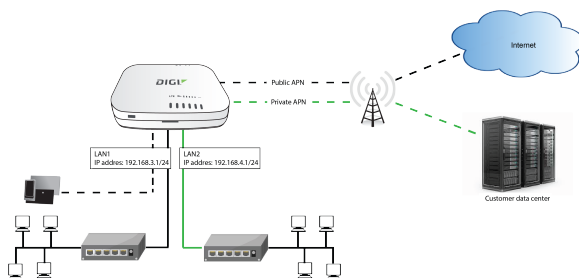 Internet
DIGI
Public APN
Private APN
LAN1
IP addres: 192.168.3.1/24
LAN2
IP addres: 192.168.4.1/24
Customer data center